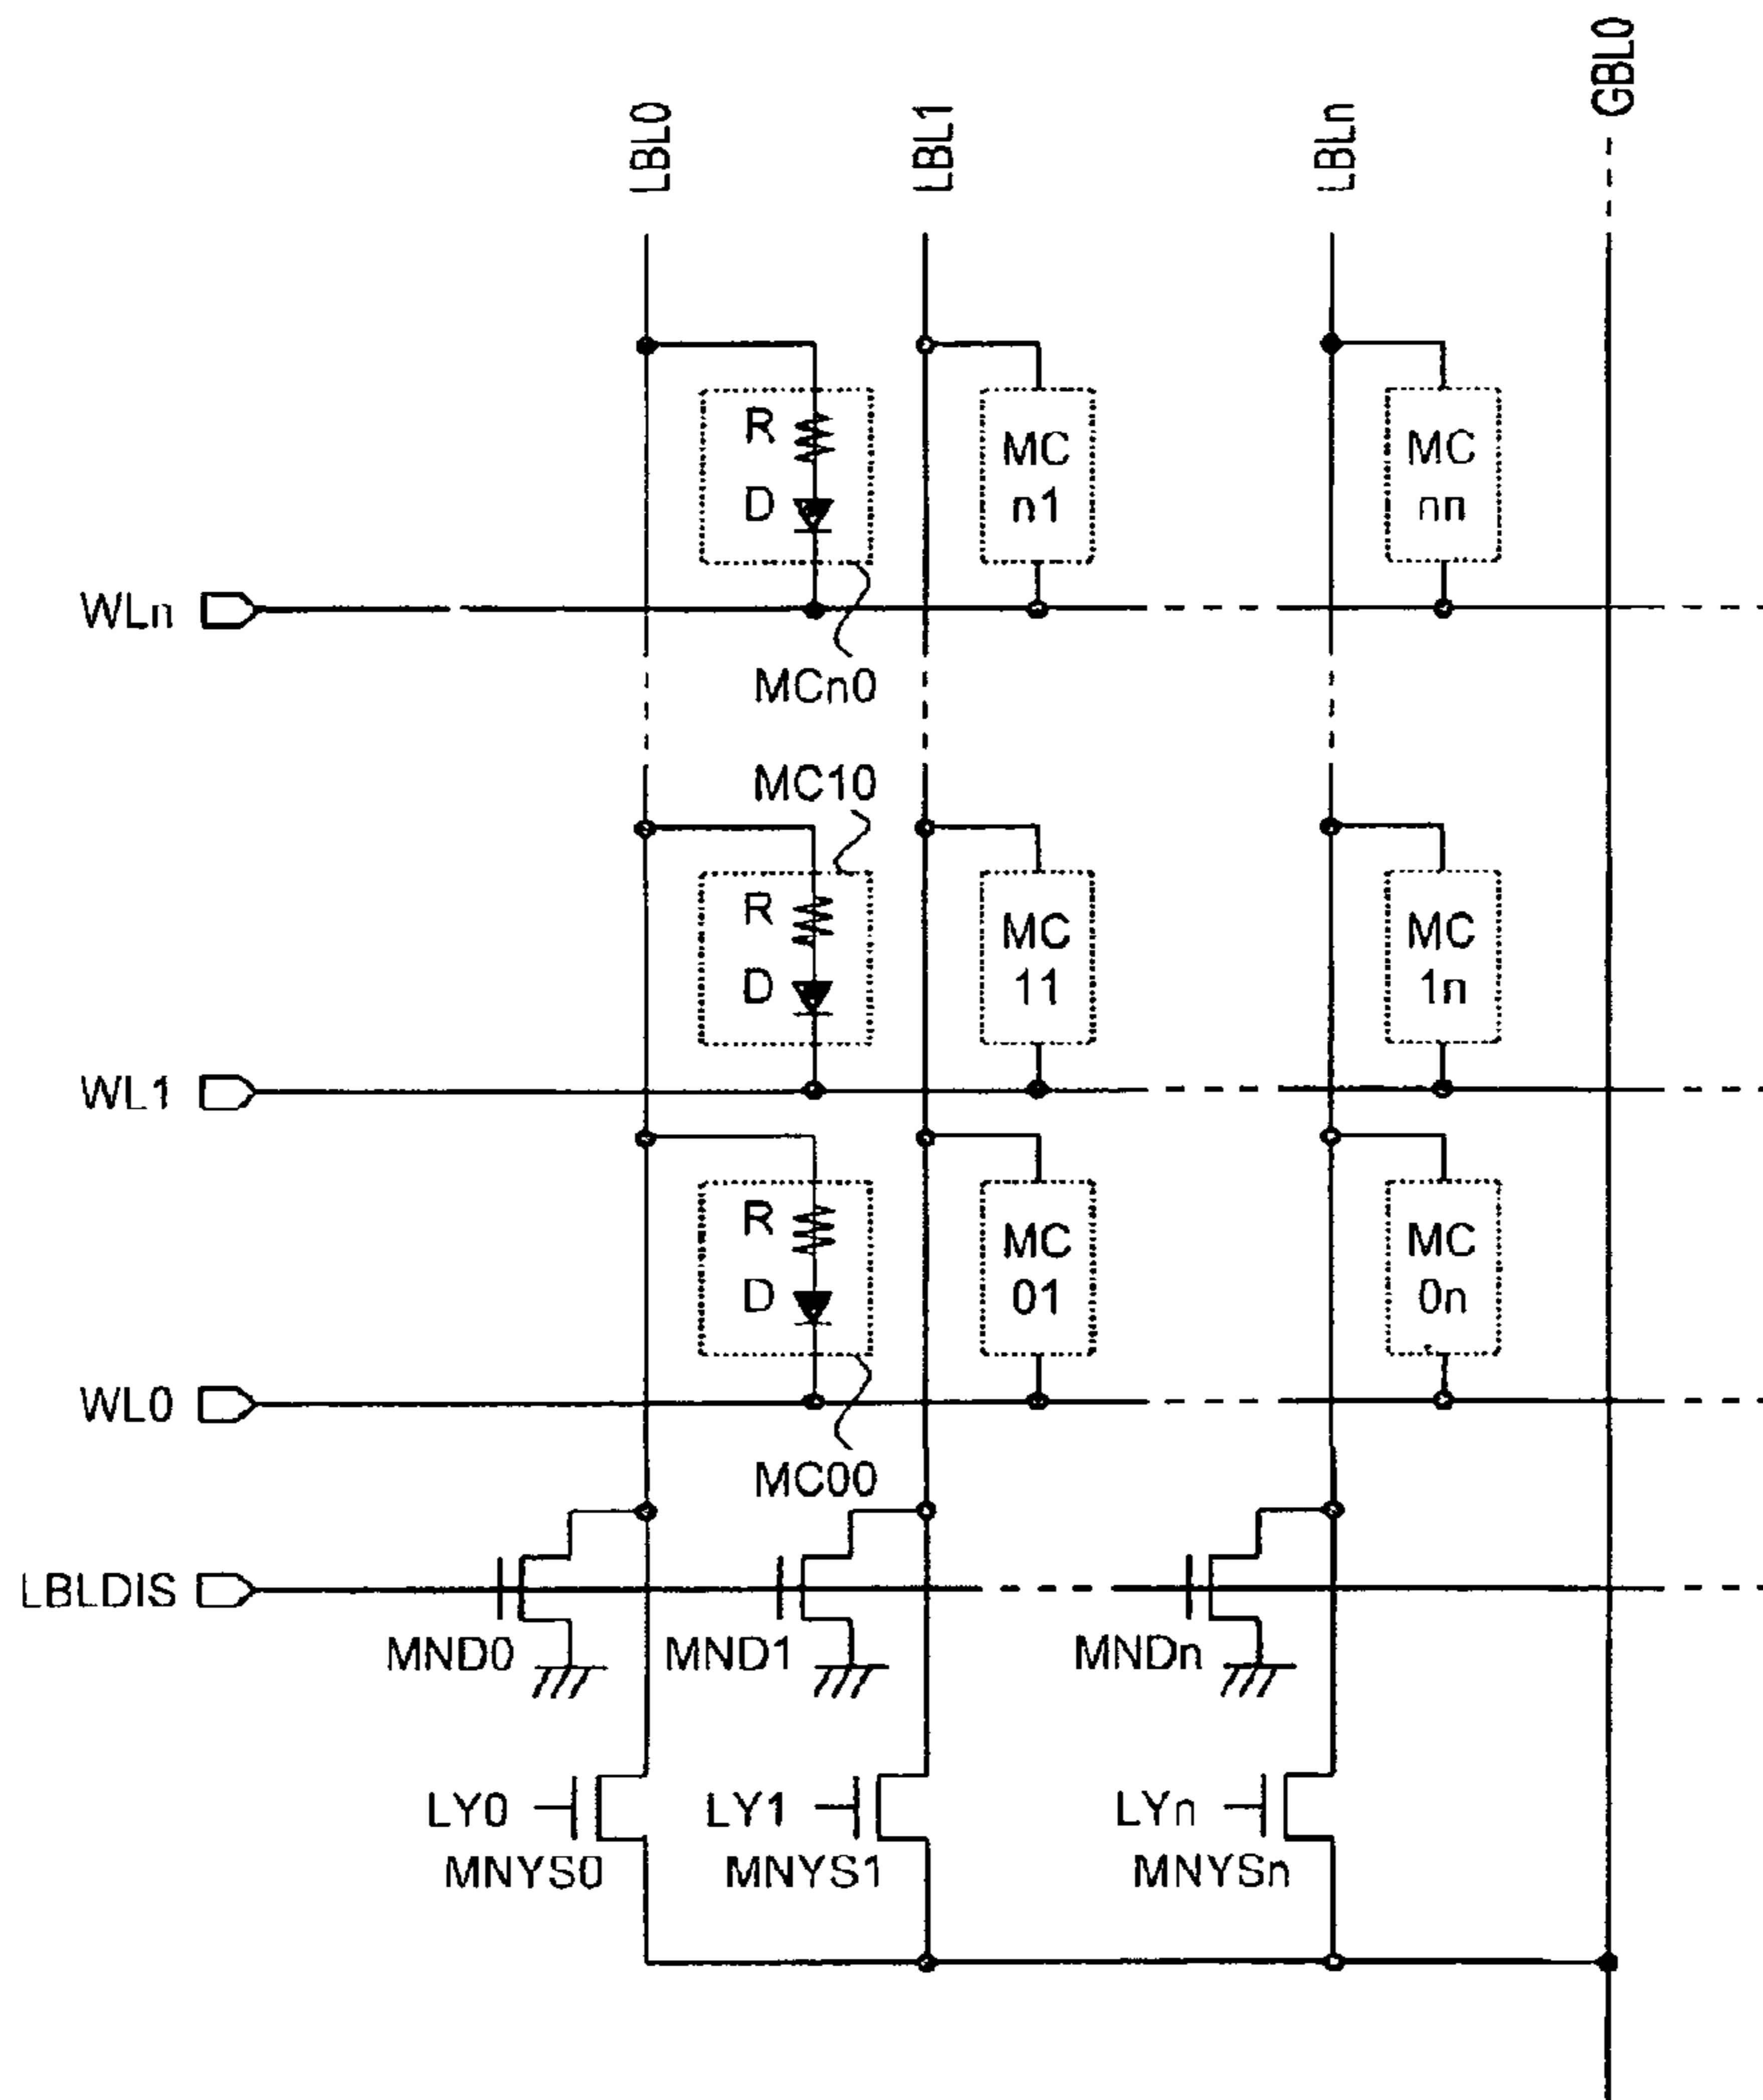 GBL0
LBL0
LBL1
LBLn
R
D
MC
n1
MC
nn
WLn
MCn0
MC10
R
D
MC
11
MC
1n
WL1
R
D
MC
01
MC
0n
WL0
MC00
LBLDIS
MND0
MND1
MNDn
LY0
LY1
LYn
MNYS0
MNYS1
MNYSn